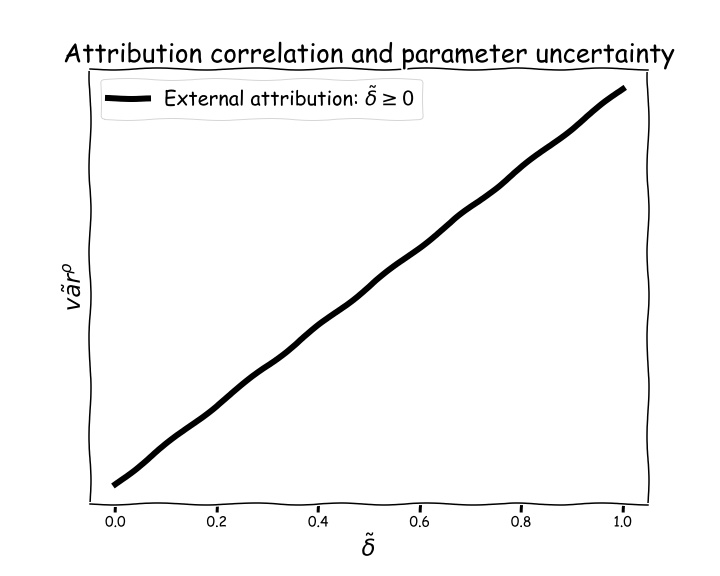 Attribution correlation and parameter uncertainty
External attribution: δ̃ ≥ 0
vãr^ρ
0.0 0.2 0.4 0.6 0.8 1.0
δ̃